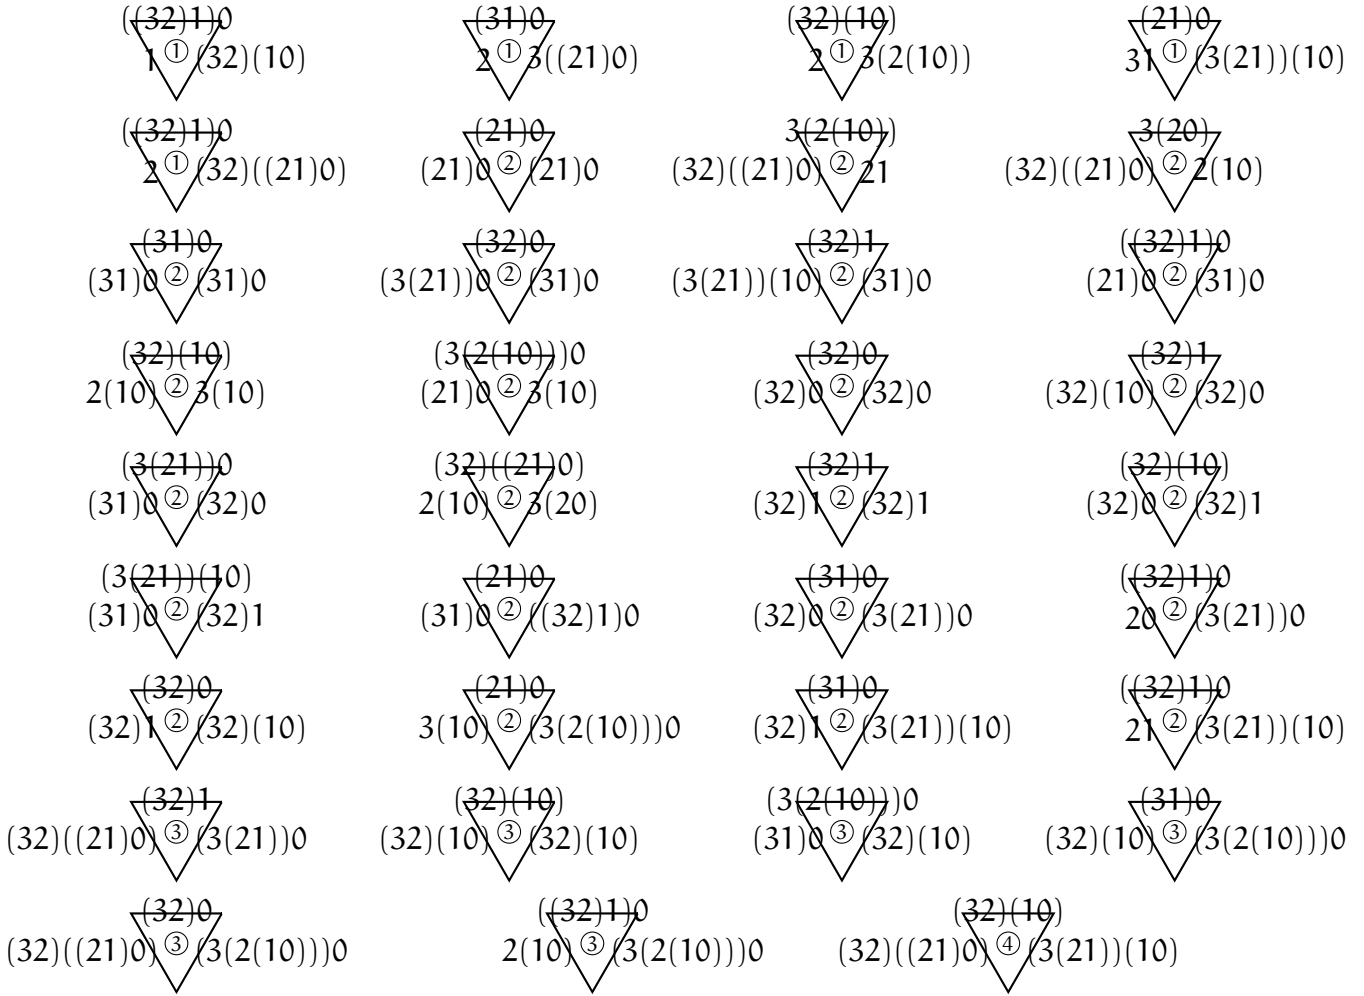 ((32)1)0 (31)0 (32)(10) (21)0
1 ① (32)(10) 2 ① 3((21)0) 2 ① 3(2(10)) 31 ① (3(21))(10)
((32)1)0 (21)0 3(2(10)) 3(20)
2 ① (32)((21)0) (21)0 ② (21)0 (32)((21)0) ② 21 (32)((21)0) ② 2(10)
(31)0 (32)0 (32)1 ((32)1)0
(31)0 ② (31)0 (3(21))0 ② (31)0 (3(21))(10) ② (31)0 (21)0 ② (31)0
(32)(10) (3(2(10)))0 (32)0 (32)1
2(10) ② 3(10) (21)0 ② 3(10) (32)0 ② (32)0 (32)(10) ② (32)0
(3(21))0 (32)((21)0) (32)1 (32)(10)
(31)0 ② (32)0 2(10) ② 3(20) (32)1 ② (32)1 (32)0 ② (32)1
(3(21))(10) (21)0 (31)0 ((32)1)0
(31)0 ② (32)1 (31)0 ② ((32)1)0 (32)0 ② (3(21))0 20 ② (3(21))0
(32)0 (21)0 (31)0 ((32)1)0
(32)1 ② (32)(10) 3(10) ② (3(2(10)))0 (32)1 ② (3(21))(10) 21 ② (3(21))(10)
(32)1 (32)(10) (3(2(10)))0 (31)0
(32)((21)0) ③ (3(21))0 (32)(10) ③ (32)(10) (31)0 ③ (32)(10) (32)(10) ③ (3(2(10)))0
(32)0 ((32)1)0 (32)(10)
(32)((21)0) ③ (3(2(10)))0 2(10) ③ (3(2(10)))0 (32)((21)0) ④ (3(21))(10)